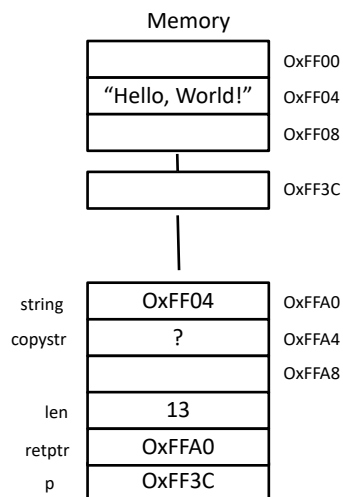 Memory
OxFF00
“Hello, World!” OxFF04
OxFF08
OxFF3C
string OxFF04 OxFFA0
copystr ? OxFFA4
OxFFA8
len 13
retptr OxFFA0
p OxFF3C